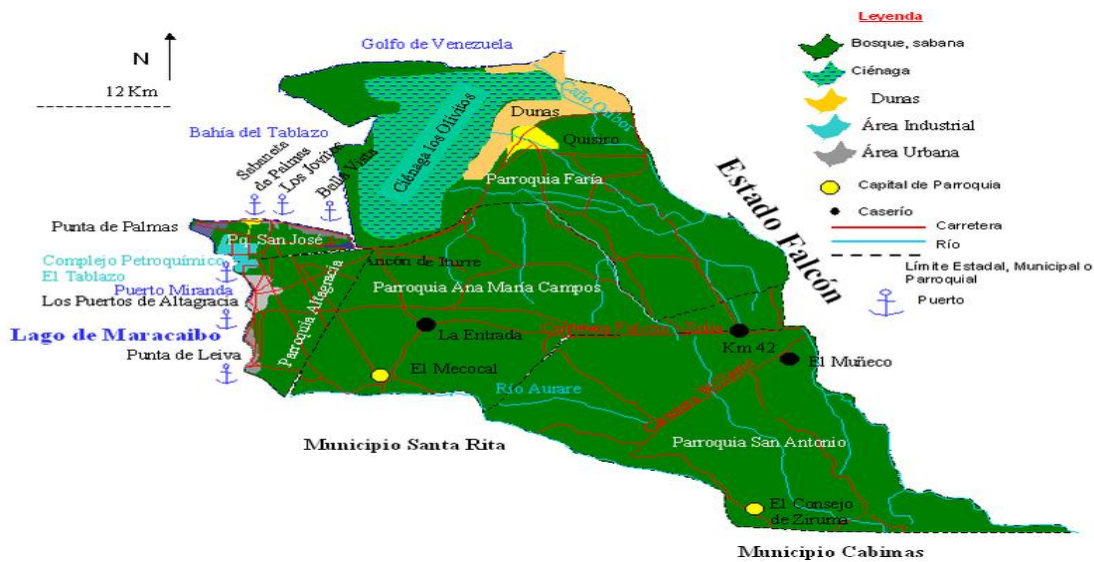 Leyenda
Bosque, sabana
Ciénaga
Dunas
Área Industrial
Área Urbana
Capital de Parroquia
Caserío
Carretera
Río
Límite Estadal, Municipal o
Parroquial
Puerto
N
12 Km
Golfo de Venezuela
Bahía del Tablazo
Sabaneta
de Palmas
Los Jovitos
Bella Vista
Ciénaga los Olivitos
Dunas
Quisiro
Parroquia Faría
Estado Falcón
Punta de Palmas
Pq. San José
Complejo Petroquímico
El Tablazo
Puerto Miranda
Los Puertos de Altagracia
Lago de Maracaibo
Punta de Leiva
Parroquia Altagracia
Ancón de Iturre
Parroquia Ana María Campos
La Entrada
El Mecocal
Km 42
El Muñeco
Río Aurare
Parroquia San Antonio
Municipio Santa Rita
El Consejo
de Ziruma
Municipio Cabimas